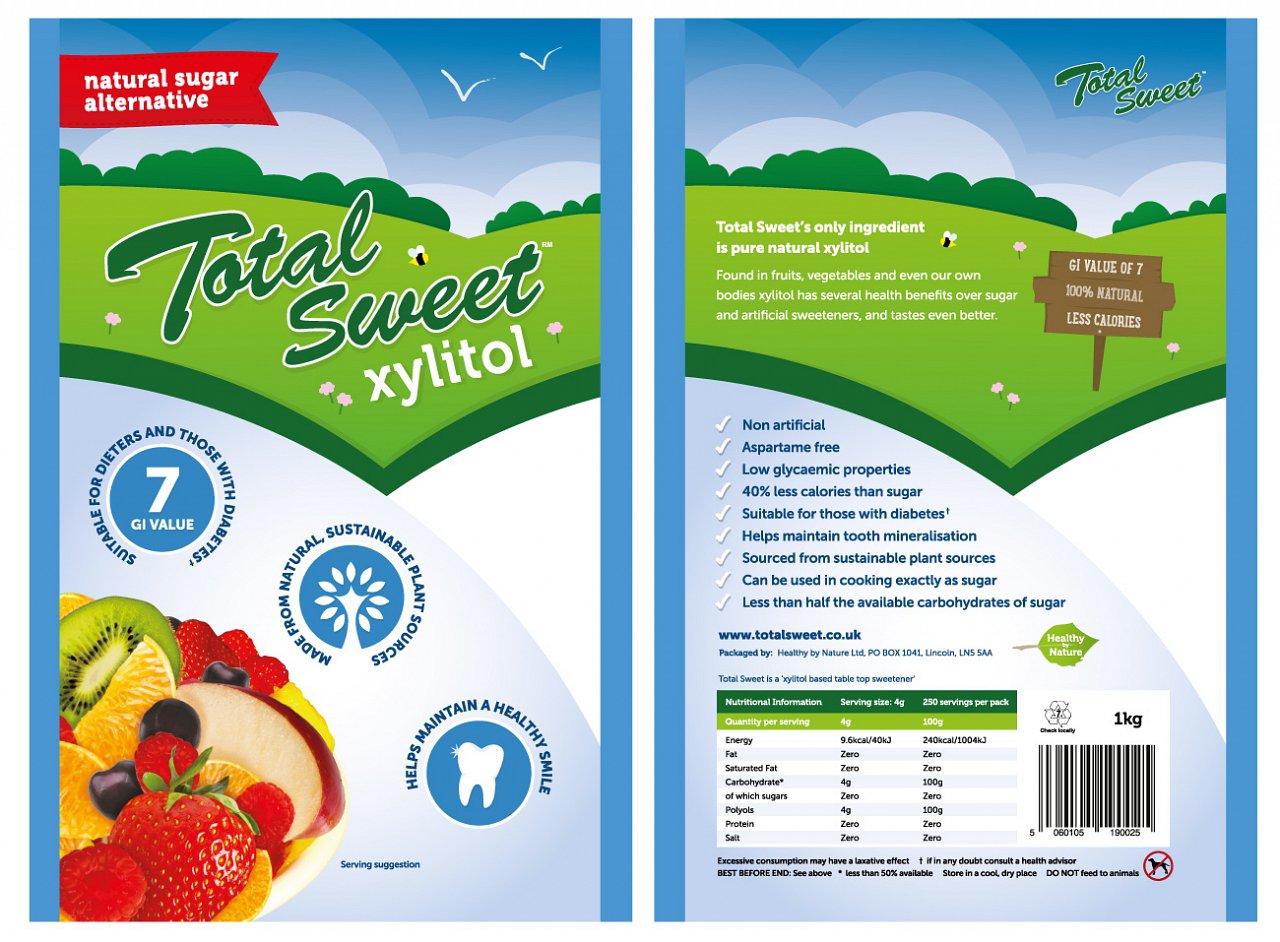 natural sugar
alternative
Total
Sweet™
xylitol
SUITABLE FOR DIETERS AND THOSE WITH DIABETES†
7
GI VALUE
MADE FROM NATURAL, SUSTAINABLE PLANT SOURCES
HELPS MAINTAIN A HEALTHY SMILE
Serving suggestion
Total
Sweet™
Total Sweet's only ingredient
is pure natural xylitol
Found in fruits, vegetables and even our own
bodies xylitol has several health benefits over sugar
and artificial sweeteners, and tastes even better.
GI VALUE OF 7
100% NATURAL
LESS CALORIES
Non artificial
Aspartame free
Low glycaemic properties
40% less calories than sugar
Suitable for those with diabetes†
Helps maintain tooth mineralisation
Sourced from sustainable plant sources
Can be used in cooking exactly as sugar
Less than half the available carbohydrates of sugar
www.totalsweet.co.uk
Packaged by: Healthy by Nature Ltd, PO BOX 1041, Lincoln, LN5 5AA
Healthy
by
Nature
Total Sweet is a 'xylitol based table top sweetener'
Nutritional Information Serving size: 4g 250 servings per pack
Quantity per serving 4g 100g
Energy 9.6kcal/40kJ 240kcal/1004kJ
Fat Zero Zero
Saturated Fat Zero Zero
Carbohydrate* 4g 100g
of which sugars Zero Zero
Polyols 4g 100g
Protein Zero Zero
Salt Zero Zero
7
Check locally
1kg
5 060105 190025
Excessive consumption may have a laxative effect † if in any doubt consult a health advisor
BEST BEFORE END: See above * less than 50% available Store in a cool, dry place DO NOT feed to animals